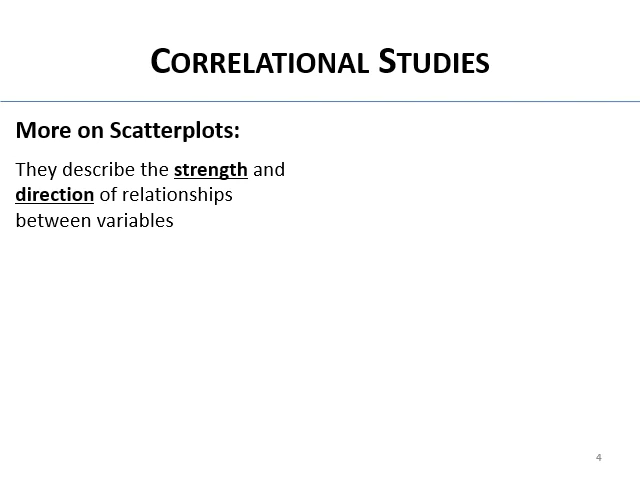 CORRELATIONAL STUDIES
More on Scatterplots:
They describe the strength and
direction of relationships
between variables
4